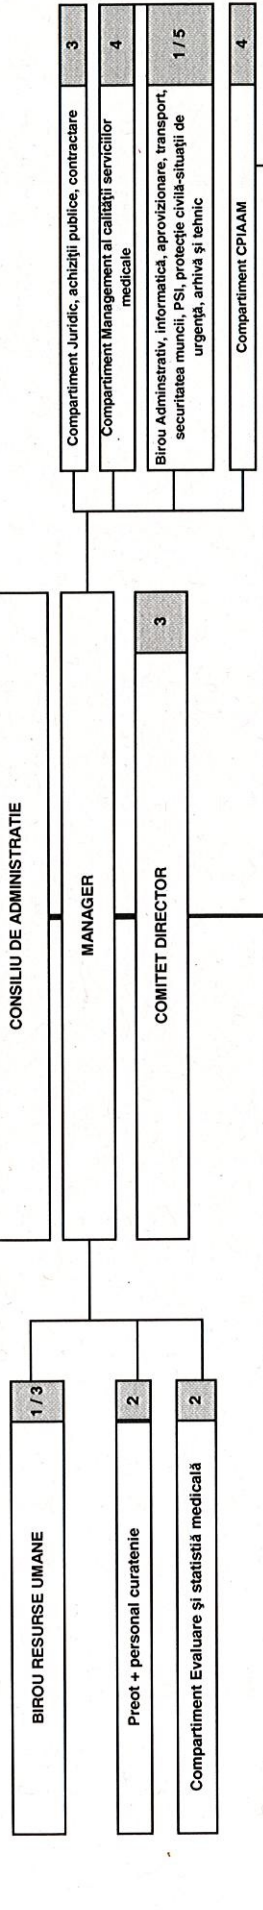 CONSILIU DE ADMINISTRATIE
MANAGER
COMITET DIRECTOR
3
BIROU RESURSE UMANE
1 / 3
Preot + personal curatenie
2
Compartiment Evaluare și statistiă medicală
2
Compartiment Juridic, achiziții publice, contractare
3
Compartiment Management al calității serviciilor
medicale
4
Birou Adminstrativ, informatică, aprovizionare, transport,
securitatea muncii, PSI, protecție civilă-situații de
urgență, arhivă și tehnic
1 / 5
Compartiment CPIAAM
4